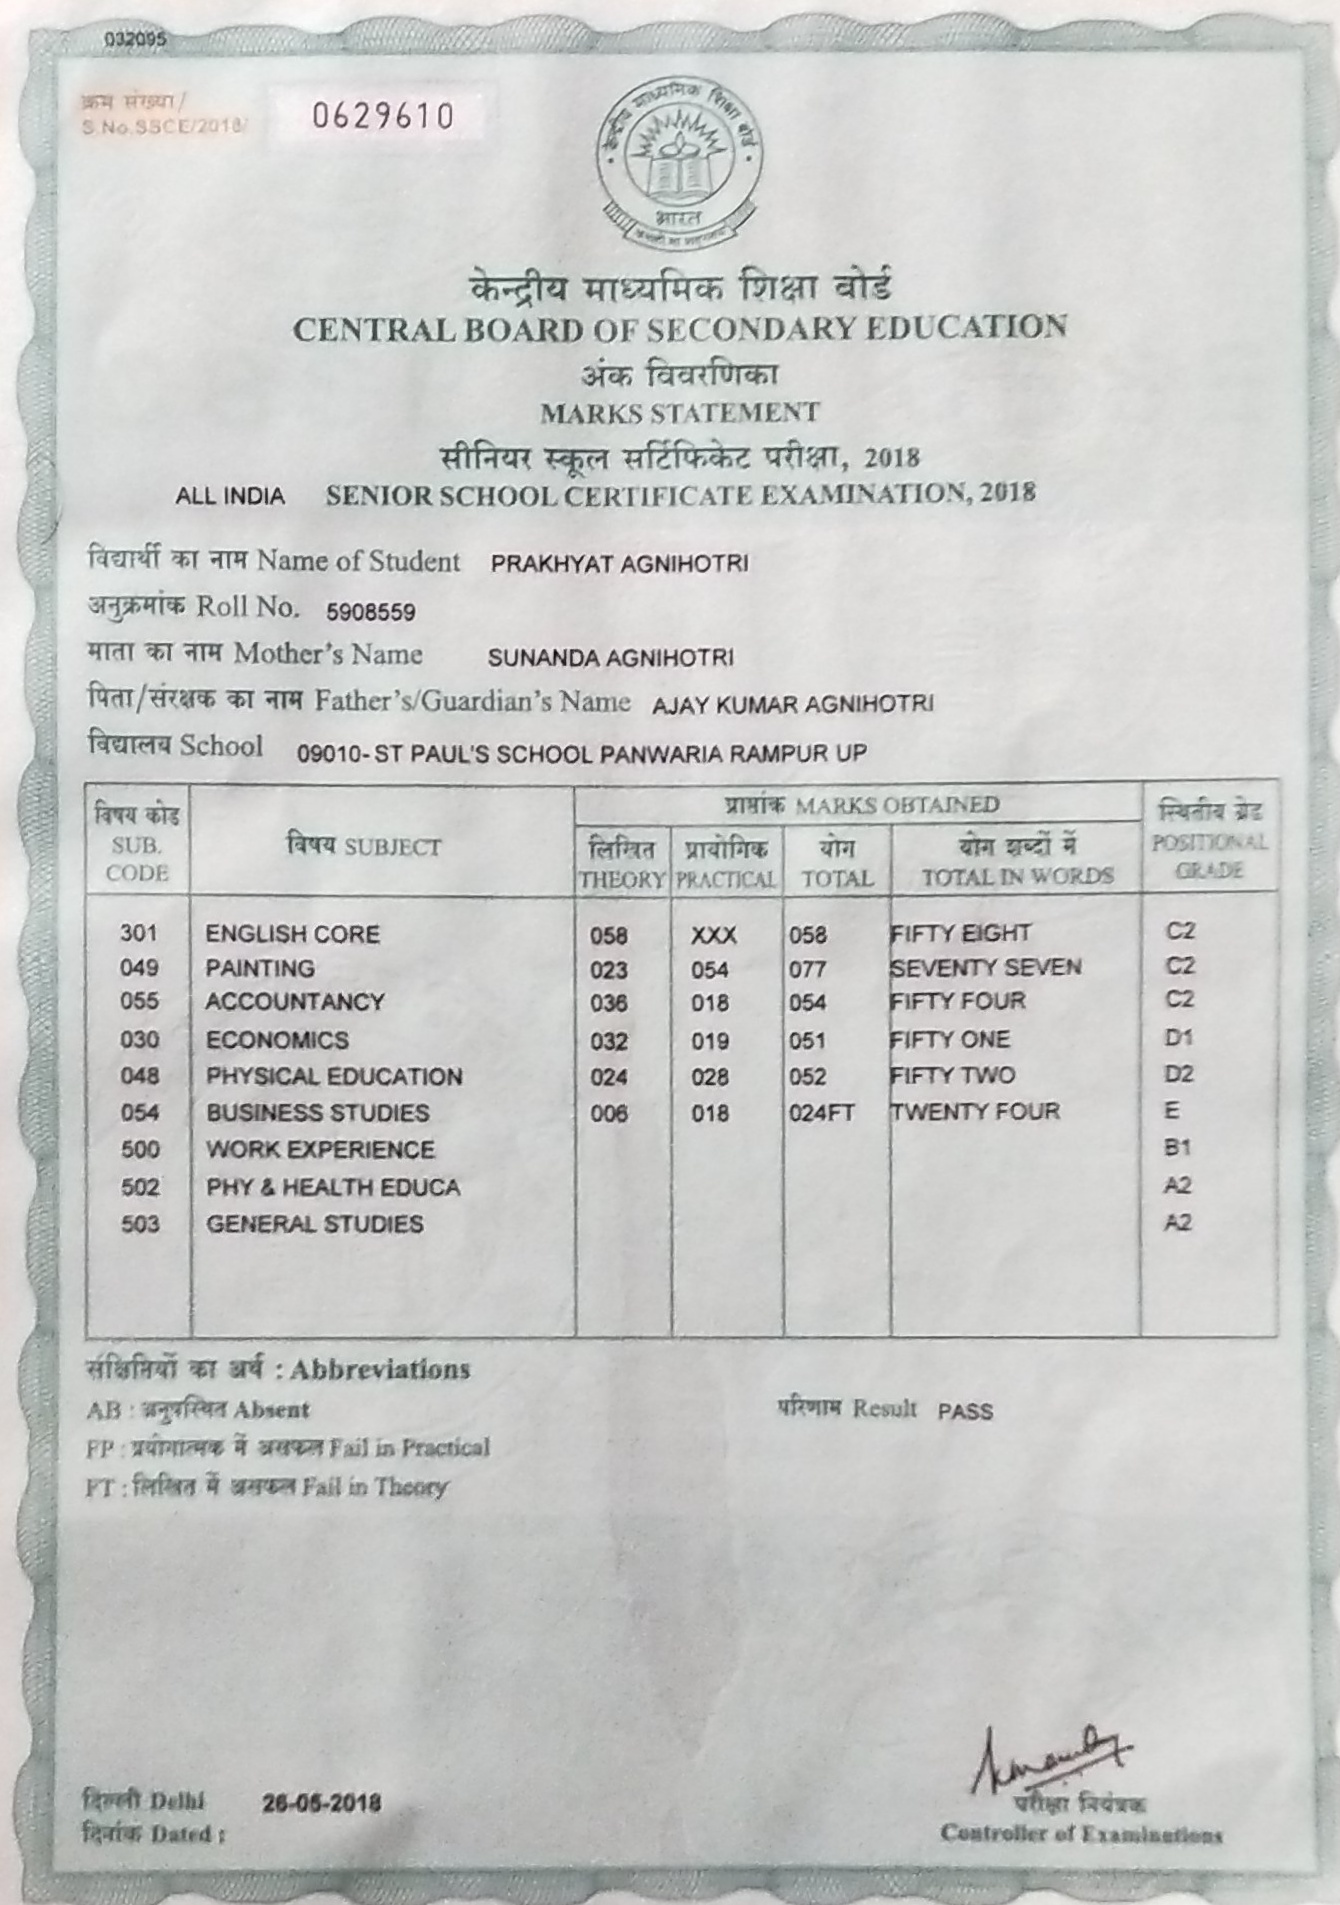 032095
क्रम संख्या/
S.No.SSCE/2018/ 0629610
केन्द्रीय माध्यमिक शिक्षा बोर्ड
भारत
केन्द्रीय माध्यमिक शिक्षा बोर्ड
CENTRAL BOARD OF SECONDARY EDUCATION
अंक विवरणिका
MARKS STATEMENT
सीनियर स्कूल सर्टिफिकेट परीक्षा, 2018
ALL INDIA SENIOR SCHOOL CERTIFICATE EXAMINATION, 2018
विद्यार्थी का नाम Name of Student PRAKHYAT AGNIHOTRI
अनुक्रमांक Roll No. 5908559
माता का नाम Mother's Name SUNANDA AGNIHOTRI
पिता/संरक्षक का नाम Father's/Guardian's Name AJAY KUMAR AGNIHOTRI
विद्यालय School 09010- ST PAUL'S SCHOOL PANWARIA RAMPUR UP
विषय कोड SUB. CODE
विषय SUBJECT
प्राप्तांक MARKS OBTAINED
लिखित THEORY
प्रायोगिक PRACTICAL
योग TOTAL
योग शब्दों में TOTAL IN WORDS
स्थितीय ग्रेड POSITIONAL GRADE
301 ENGLISH CORE 058 XXX 058 FIFTY EIGHT C2
049 PAINTING 023 054 077 SEVENTY SEVEN C2
055 ACCOUNTANCY 036 018 054 FIFTY FOUR C2
030 ECONOMICS 032 019 051 FIFTY ONE D1
048 PHYSICAL EDUCATION 024 028 052 FIFTY TWO D2
054 BUSINESS STUDIES 006 018 024FT TWENTY FOUR E
500 WORK EXPERIENCE B1
502 PHY & HEALTH EDUCA A2
503 GENERAL STUDIES A2
संक्षिप्तियों का अर्थ : Abbreviations
AB : अनुपस्थित Absent परिणाम Result PASS
FP : प्रयोगात्मक में असफल Fail in Practical
FT : लिखित में असफल Fail in Theory
दिल्ली Delhi 26-05-2018
दिनांक Dated :
परीक्षा नियंत्रक
Controller of Examinations